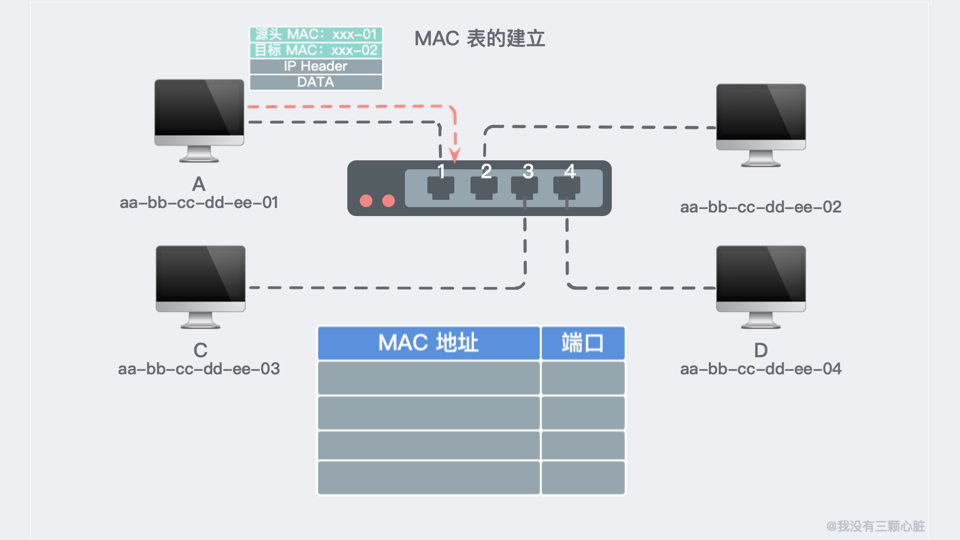 源头 MAC：xxx-01
目标 MAC：xxx-02
IP Header
DATA
MAC 表的建立
1 2 3 4
A
aa-bb-cc-dd-ee-01
aa-bb-cc-dd-ee-02
C
aa-bb-cc-dd-ee-03
D
aa-bb-cc-dd-ee-04
MAC 地址 端口
@我没有三颗心脏